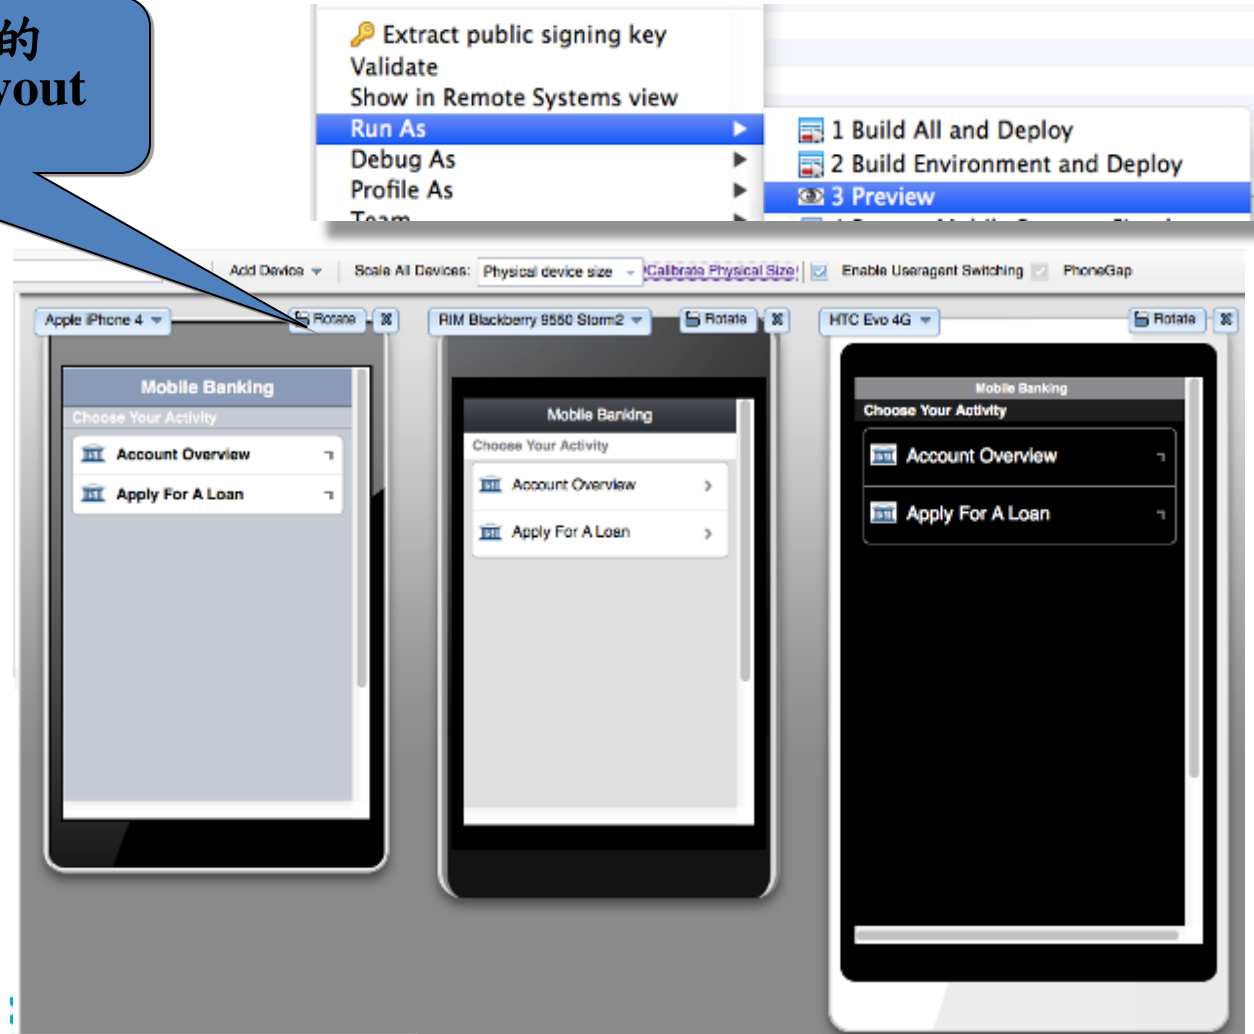 的
yout
Extract public signing key
Validate
Show in Remote Systems view
Run As
Debug As
Profile As
Team
1 Build All and Deploy
2 Build Environment and Deploy
3 Preview
Add Device
Scale All Devices: Physical device size
Calibrate Physical Size
Enable Useragent Switching
PhoneGap
Apple iPhone 4
Rotate
Mobile Banking
Choose Your Activity
Account Overview
Apply For A Loan
RIM Blackberry 9550 Storm2
Rotate
Mobile Banking
Choose Your Activity
Account Overview
Apply For A Loan
HTC Evo 4G
Rotate
Mobile Banking
Choose Your Activity
Account Overview
Apply For A Loan